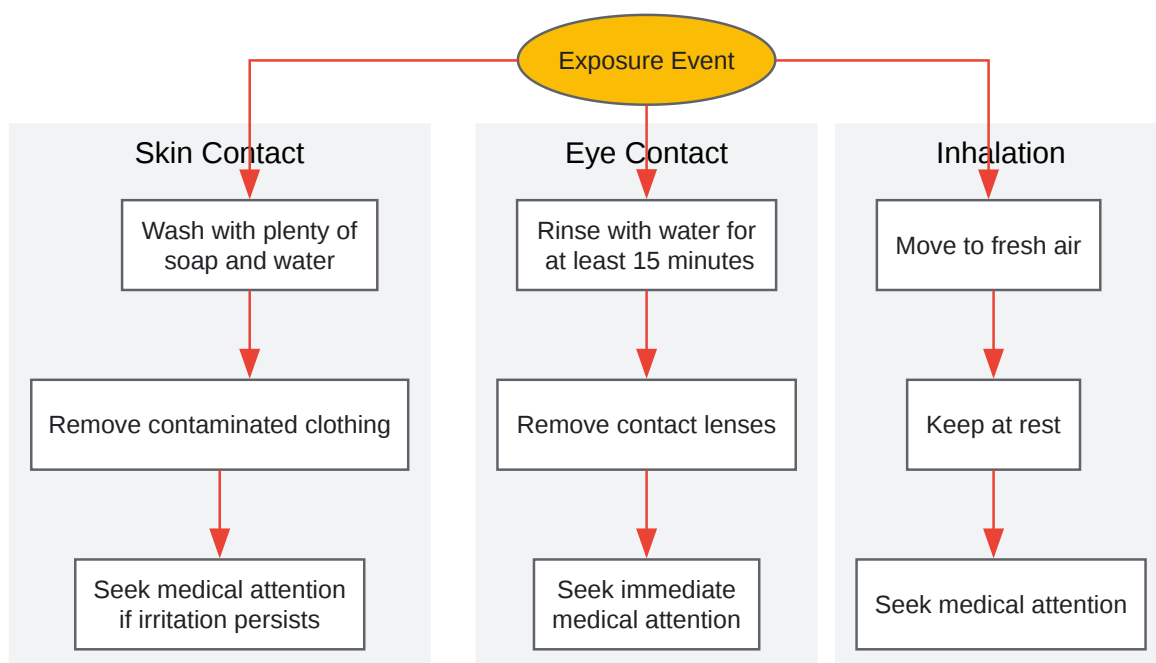 Exposure Event
Skin Contact
Wash with plenty of
soap and water
Remove contaminated clothing
Seek medical attention
if irritation persists
Eye Contact
Rinse with water for
at least 15 minutes
Remove contact lenses
Seek immediate
medical attention
Inhalation
Move to fresh air
Keep at rest
Seek medical attention